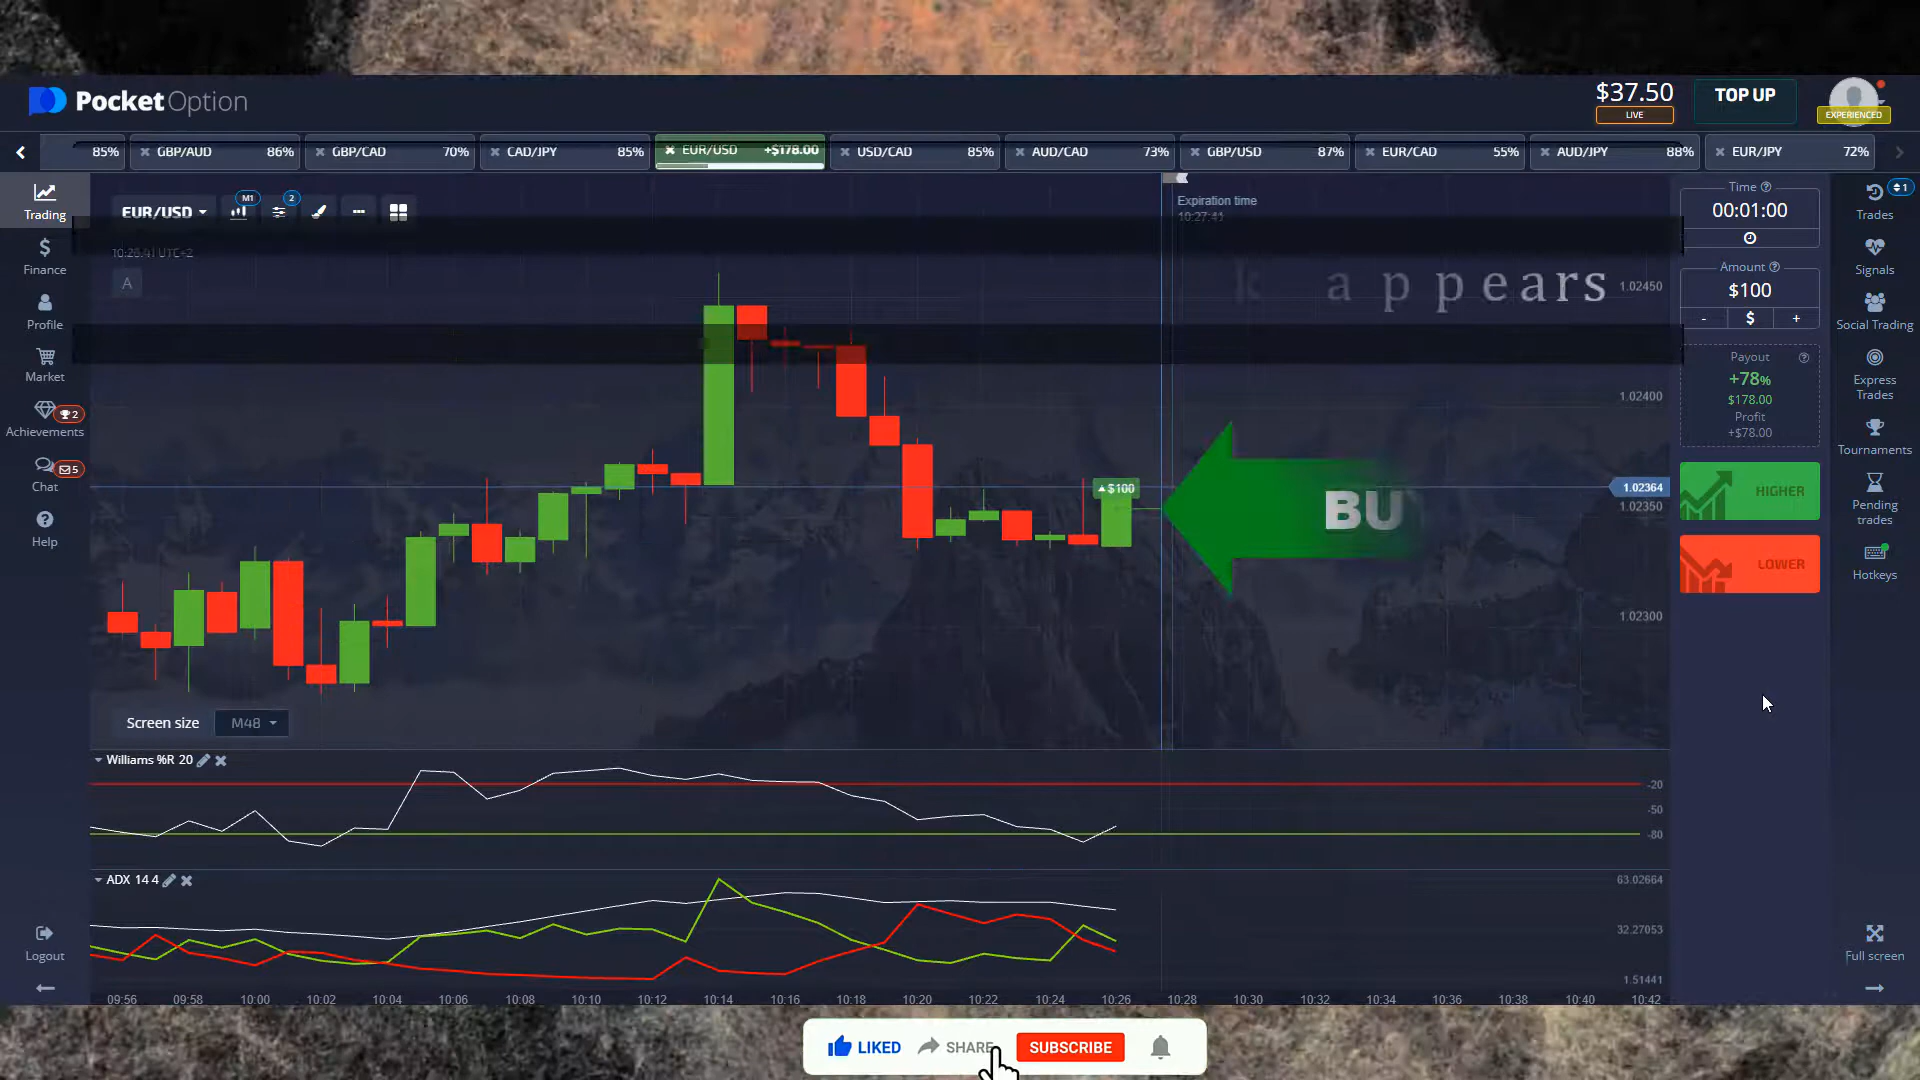 PocketOption
$37.50
LIVE
TOP UP
EXPERIENCED
85%
GBP/AUD 86%
GBP/CAD 70%
CAD/JPY 85%
EUR/USD +$178.00
USD/CAD 85%
AUD/CAD 73%
GBP/USD 87%
EUR/CAD 55%
AUD/JPY 88%
EUR/JPY 72%
Trading
Finance
Profile
Market
Achievements
2
Chat
5
Help
Logout
EUR/USD
M1
2
A
Expiration time
10:27:41
appears
1.02450
1.02400
1.02364
1.02350
1.02300
$100
BU
Screen size M48
Time
00:01:00
Amount
$100
- $ +
Payout
+78%
$178.00
Profit
+$78.00
HIGHER
LOWER
1
Trades
Signals
Social Trading
Express
Trades
Tournaments
Pending
trades
Hotkeys
Full screen
Williams %R 20
-20
-50
-80
ADX 14 4
63.02664
32.27053
1.51441
09:56 09:58 10:00 10:02 10:04 10:06 10:08 10:10 10:12 10:14 10:16 10:18 10:20 10:22 10:24 10:26 10:28 10:30 10:32 10:34 10:36 10:38 10:40 10:42
LIKED SHARE SUBSCRIBE